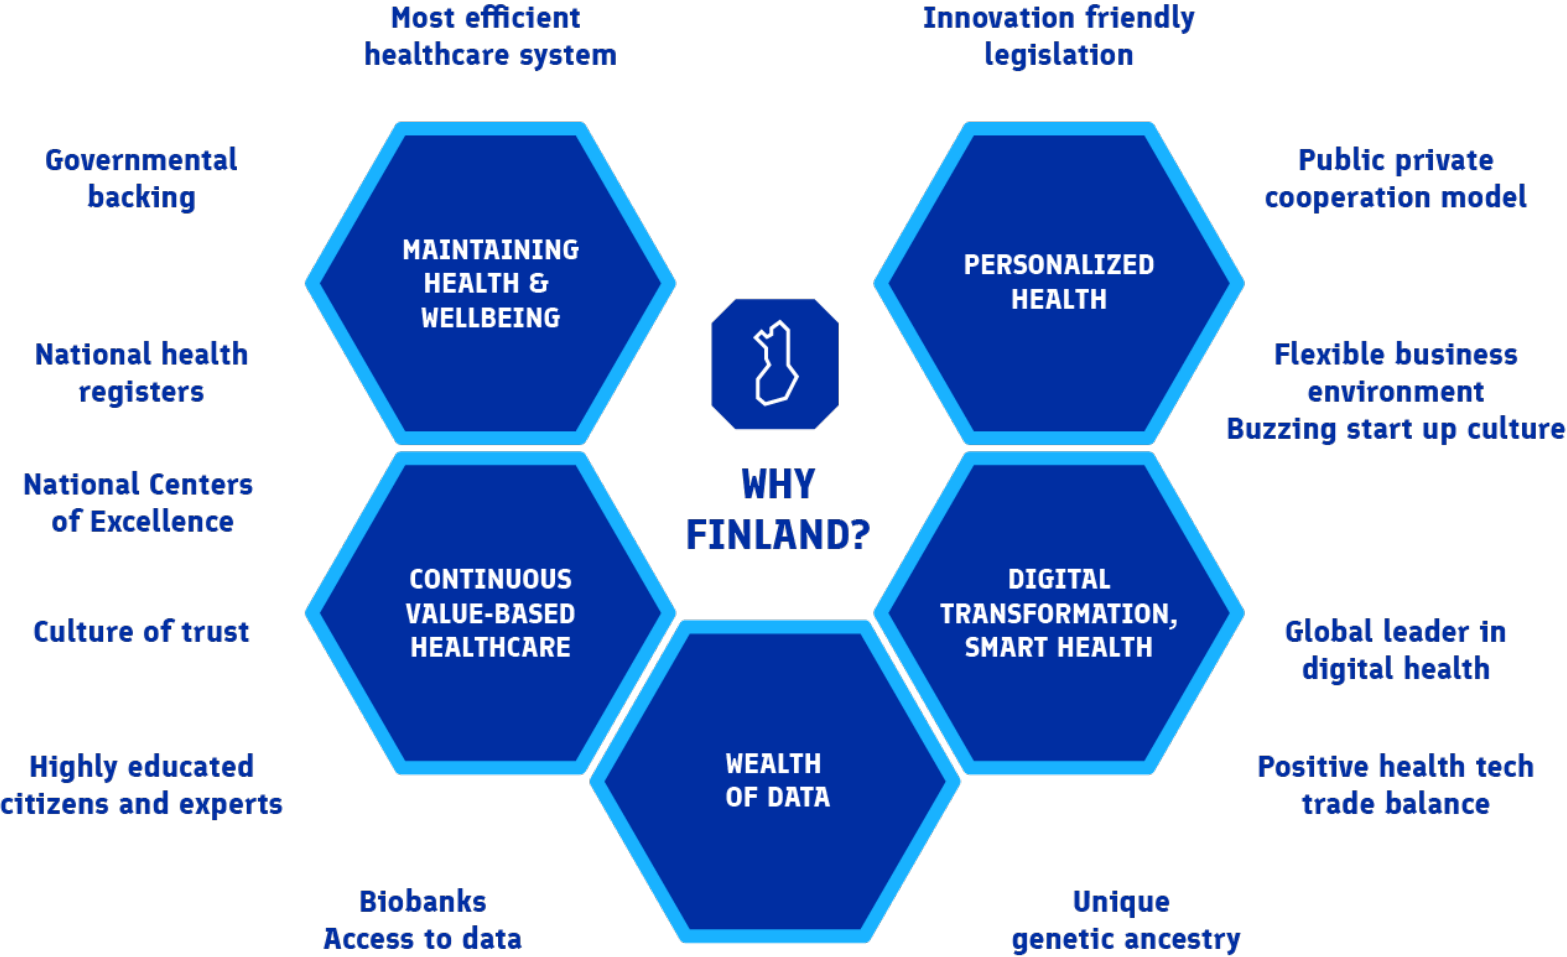 Most efficient
healthcare system
Innovation friendly
legislation
Governmental
backing
Public private
cooperation model
MAINTAINING
HEALTH &
WELLBEING
PERSONALIZED
HEALTH
National health
registers
Flexible business
environment
Buzzing start up culture
National Centers
of Excellence
WHY
FINLAND?
CONTINUOUS
VALUE-BASED
HEALTHCARE
DIGITAL
TRANSFORMATION,
SMART HEALTH
Culture of trust
Global leader in
digital health
Highly educated
citizens and experts
WEALTH
OF DATA
Positive health tech
trade balance
Biobanks
Access to data
Unique
genetic ancestry